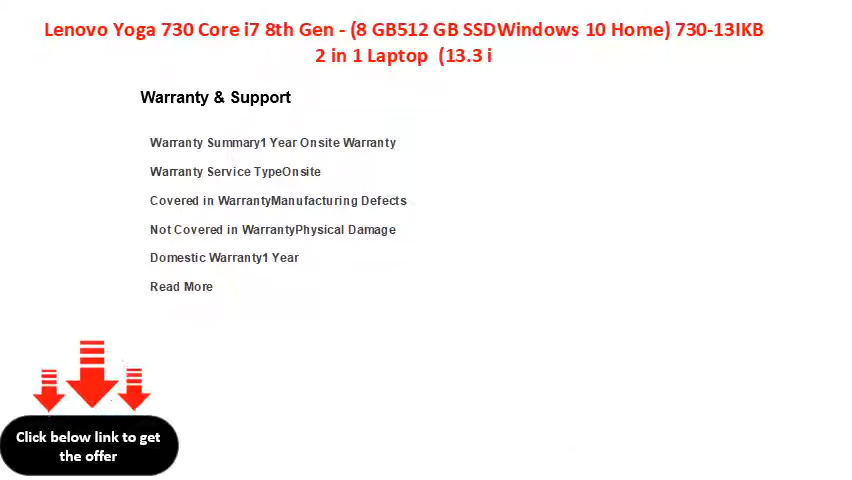 Lenovo Yoga 730 Core i7 8th Gen - (8 GB512 GB SSDWindows 10 Home) 730-13IKB
2 in 1 Laptop (13.3 i
Warranty & Support
Warranty Summary1 Year Onsite Warranty
Warranty Service TypeOnsite
Covered in WarrantyManufacturing Defects
Not Covered in WarrantyPhysical Damage
Domestic Warranty1 Year
Read More
Click below link to get
the offer